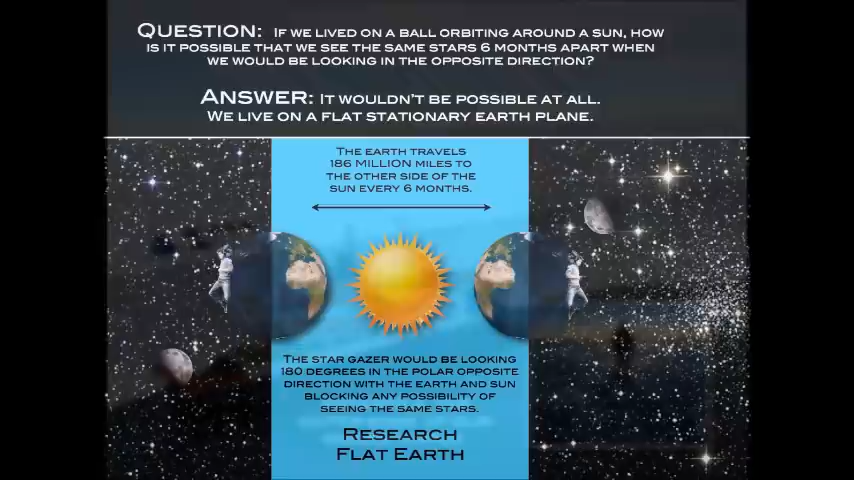 QUESTION: IF WE LIVED ON A BALL ORBITING AROUND A SUN, HOW
IS IT POSSIBLE THAT WE SEE THE SAME STARS 6 MONTHS APART WHEN
WE WOULD BE LOOKING IN THE OPPOSITE DIRECTION?
ANSWER: IT WOULDN'T BE POSSIBLE AT ALL.
WE LIVE ON A FLAT STATIONARY EARTH PLANE.
THE EARTH TRAVELS
186 MILLION MILES TO
THE OTHER SIDE OF THE
SUN EVERY 6 MONTHS.
THE STAR GAZER WOULD BE LOOKING
180 DEGREES IN THE POLAR OPPOSITE
DIRECTION WITH THE EARTH AND SUN
BLOCKING ANY POSSIBILITY OF
SEEING THE SAME STARS.
RESEARCH
FLAT EARTH